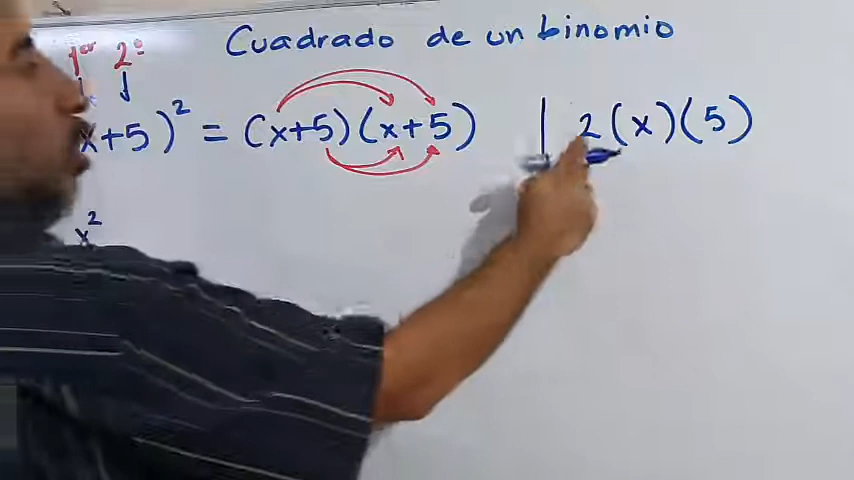 Cuadrado de un binomio
1er 2º
x+5)² = (x+5)(x+5) | 2(x)(5)
x²